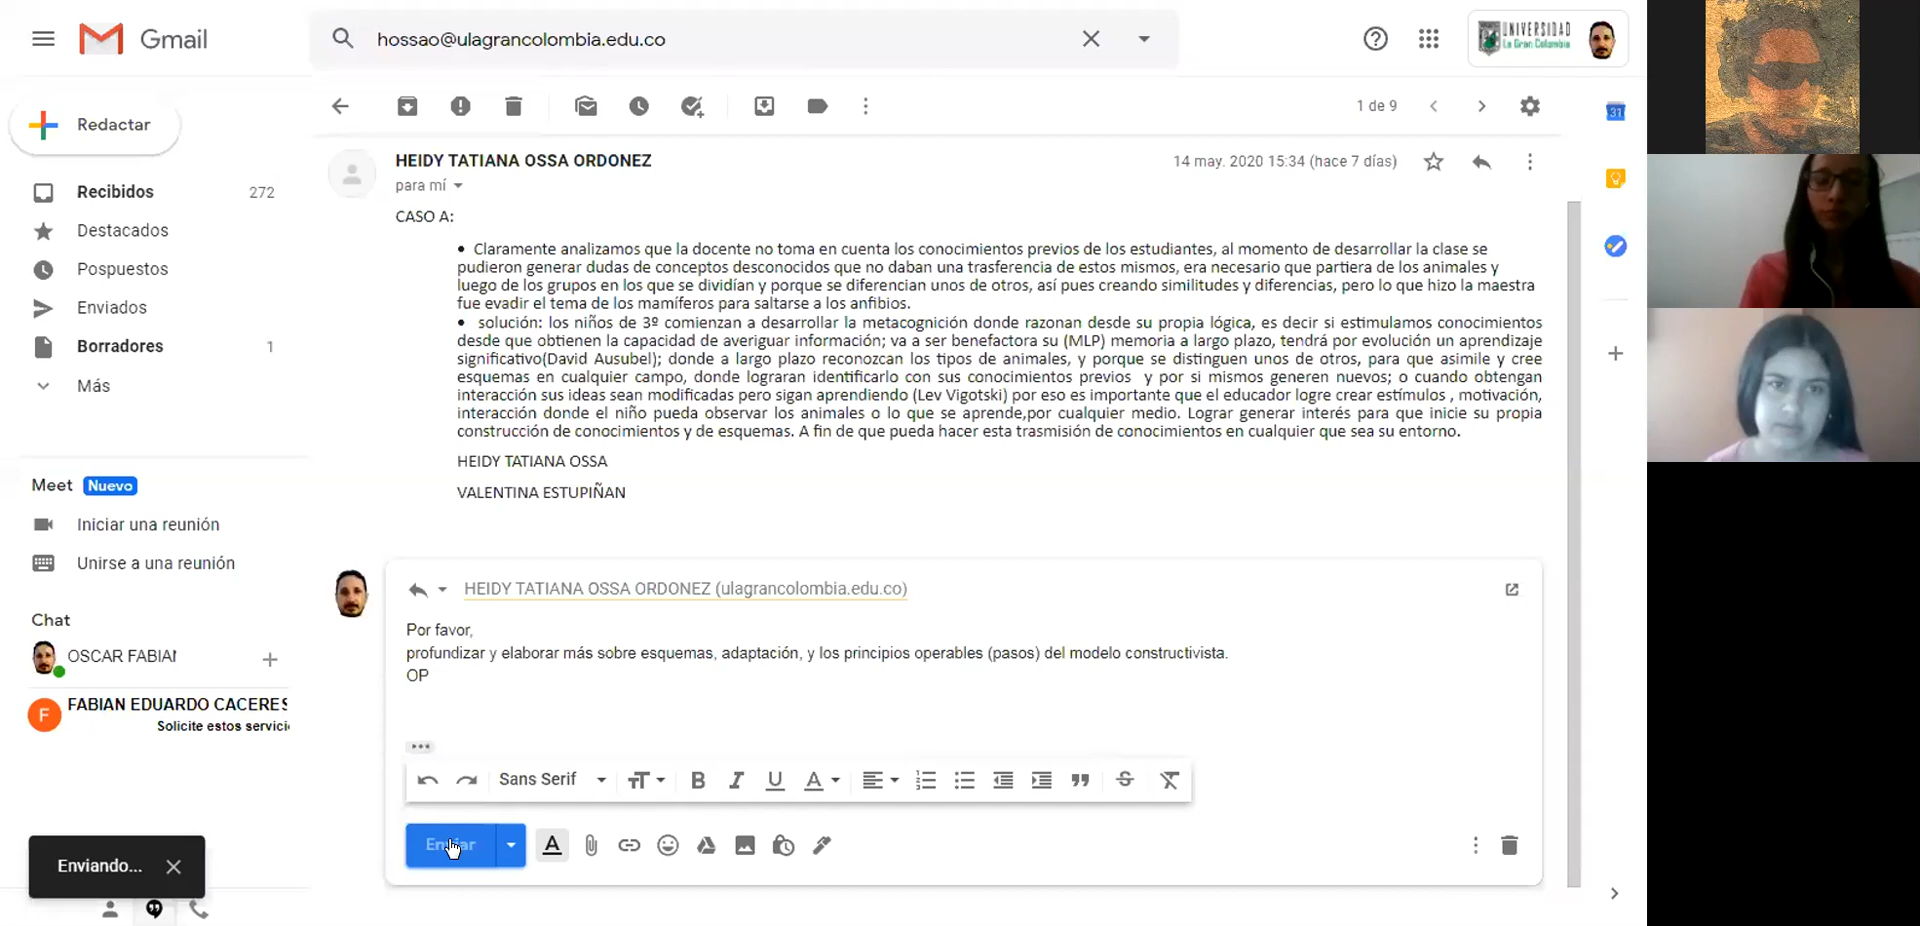 Gmail
hossao@ulagrancolombia.edu.co
UNIVERSIDAD
La Gran Colombia
Redactar
1 de 9
31
HEIDY TATIANA OSSA ORDONEZ
14 may. 2020 15:34 (hace 7 días)
para mí
Recibidos 272
Destacados
Pospuestos
Enviados
Borradores 1
Más
CASO A:
• Claramente analizamos que la docente no toma en cuenta los conocimientos previos de los estudiantes, al momento de desarrollar la clase se
pudieron generar dudas de conceptos desconocidos que no daban una trasferencia de estos mismos, era necesario que partiera de los animales y
luego de los grupos en los que se dividían y porque se diferencian unos de otros, así pues creando similitudes y diferencias, pero lo que hizo la maestra
fue evadir el tema de los mamíferos para saltarse a los anfibios.
• solución: los niños de 3º comienzan a desarrollar la metacognición donde razonan desde su propia lógica, es decir si estimulamos conocimientos
desde que obtienen la capacidad de averiguar información; va a ser benefactora su (MLP) memoria a largo plazo, tendrá por evolución un aprendizaje
significativo(David Ausubel); donde a largo plazo reconozcan los tipos de animales, y porque se distinguen unos de otros, para que asimile y cree
esquemas en cualquier campo, donde lograran identificarlo con sus conocimientos previos y por si mismos generen nuevos; o cuando obtengan
interacción sus ideas sean modificadas pero sigan aprendiendo (Lev Vigotski) por eso es importante que el educador logre crear estímulos , motivación,
interacción donde el niño pueda observar los animales o lo que se aprende,por cualquier medio. Lograr generar interés para que inicie su propia
construcción de conocimientos y de esquemas. A fin de que pueda hacer esta trasmisión de conocimientos en cualquier que sea su entorno.
HEIDY TATIANA OSSA
VALENTINA ESTUPIÑAN
Meet Nuevo
Iniciar una reunión
Unirse a una reunión
Chat
OSCAR FABIAN
F
FABIAN EDUARDO CACERES
Solicite estos servici
HEIDY TATIANA OSSA ORDONEZ (ulagrancolombia.edu.co)
Por favor,
profundizar y elaborar más sobre esquemas, adaptación, y los principios operables (pasos) del modelo constructivista.
OP
Sans Serif
Enviar
Enviando...